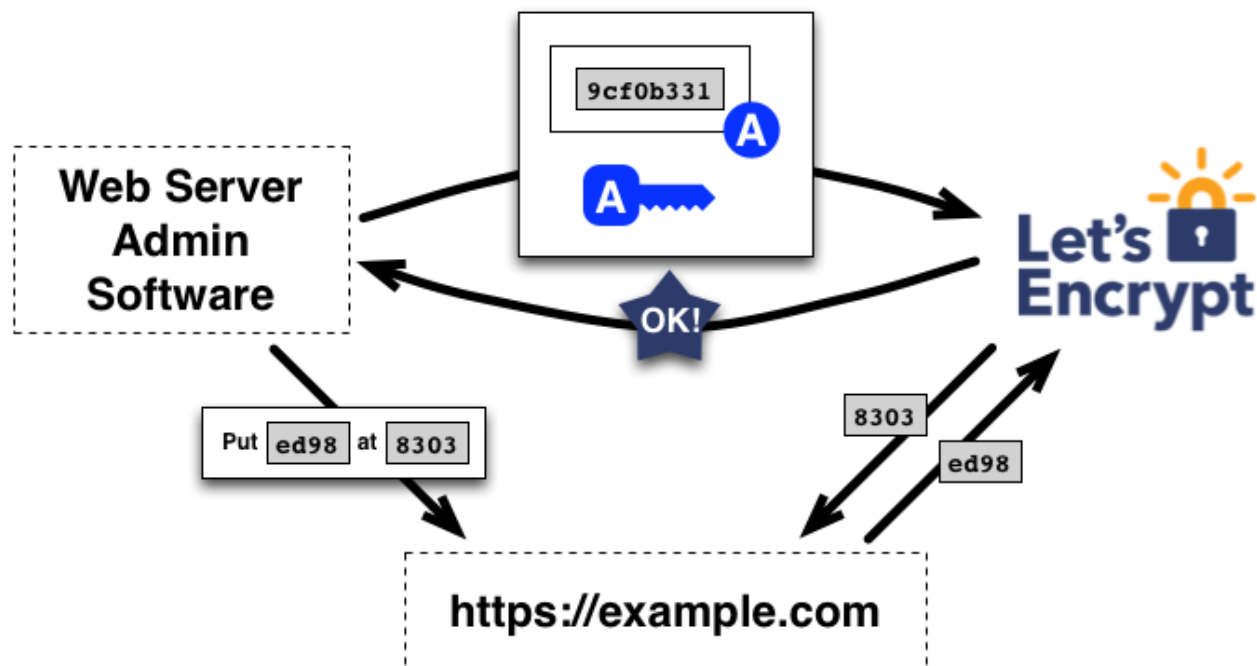 9cf0b331
A
A
Web Server
Admin
Software
Let's
Encrypt
OK!
Put ed98 at 8303
8303
ed98
https://example.com